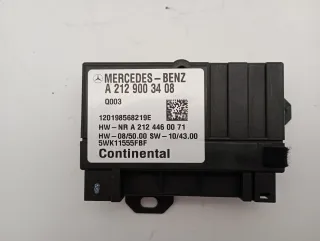 MERCEDES-BENZ
A 212 900 34 08
Q003
120198568219E
HW-NR A 212 446 00 71
HW-08/50.00 SW-10/43.00
5WK11555FBF
Continental